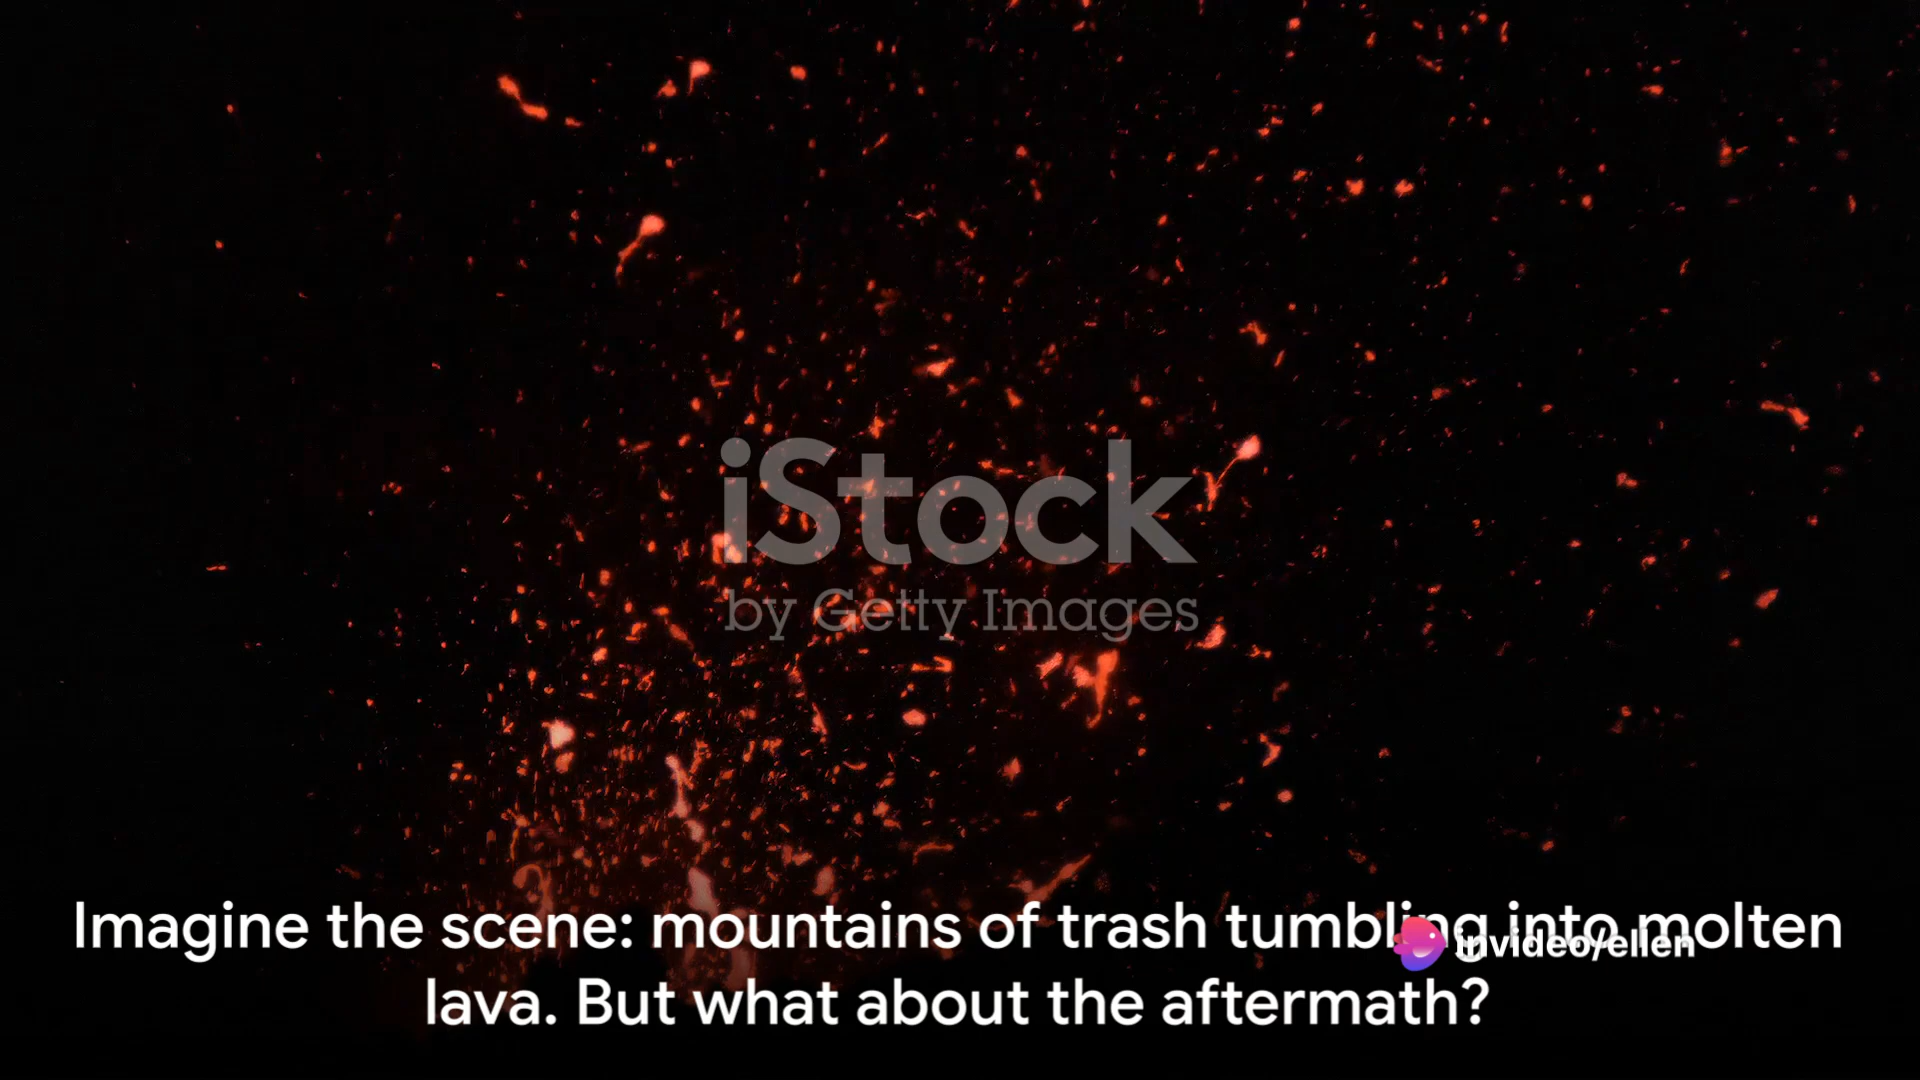 iStock
by Getty Images
Imagine the scene: mountains of trash tumbling into molten
invideo/ellen
lava. But what about the aftermath?